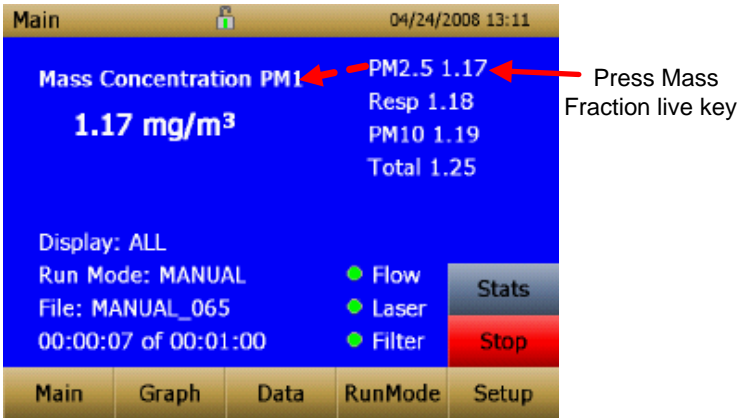 Main 04/24/2008 13:11
Mass Concentration PM1
1.17 mg/m³
PM2.5 1.17
Resp 1.18
PM10 1.19
Total 1.25
Press Mass
Fraction live key
Display: ALL
Run Mode: MANUAL
File: MANUAL_065
00:00:07 of 00:01:00
Flow
Laser
Filter
Stats
Stop
Main Graph Data RunMode Setup